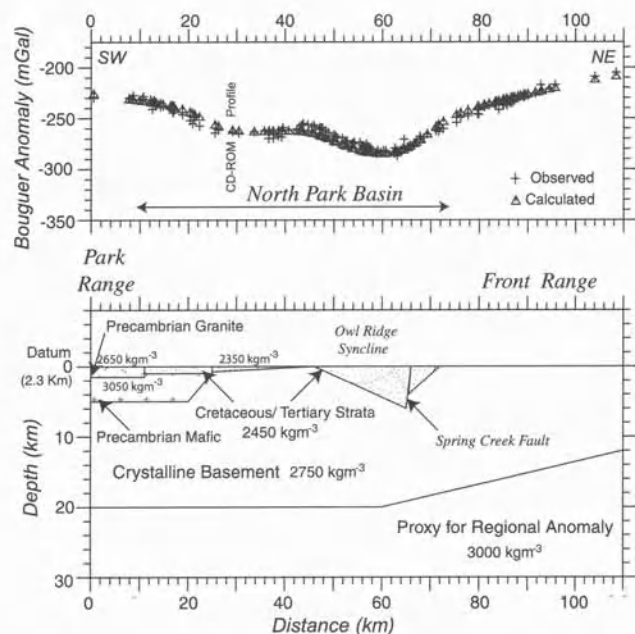 SW
NE
Bouguer Anomaly (mGal)
-200
-250
-300
-350
CD-ROM Profile
+ Observed
△ Calculated
North Park Basin
0 20 40 60 80 100
Park
Range
Front Range
Precambrian Granite
Owl Ridge
Syncline
Datum
(2.3 Km)
2650 kgm-3
2350 kgm-3
3050 kgm-3
Cretaceous/ Tertiary Strata
2450 kgm-3
Precambrian Mafic
Spring Creek Fault
Crystalline Basement 2750 kgm-3
Proxy for Regional Anomaly
3000 kgm-3
Depth (km)
0
10
20
30
0 20 40 60 80 100
Distance (km)